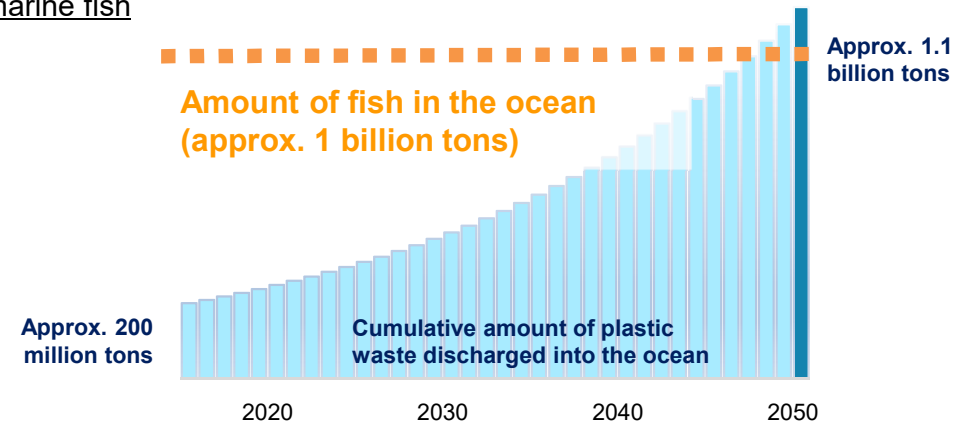 marine fish
Approx. 1.1
billion tons
Amount of fish in the ocean
(approx. 1 billion tons)
Approx. 200
million tons
Cumulative amount of plastic
waste discharged into the ocean
2020
2030
2040
2050